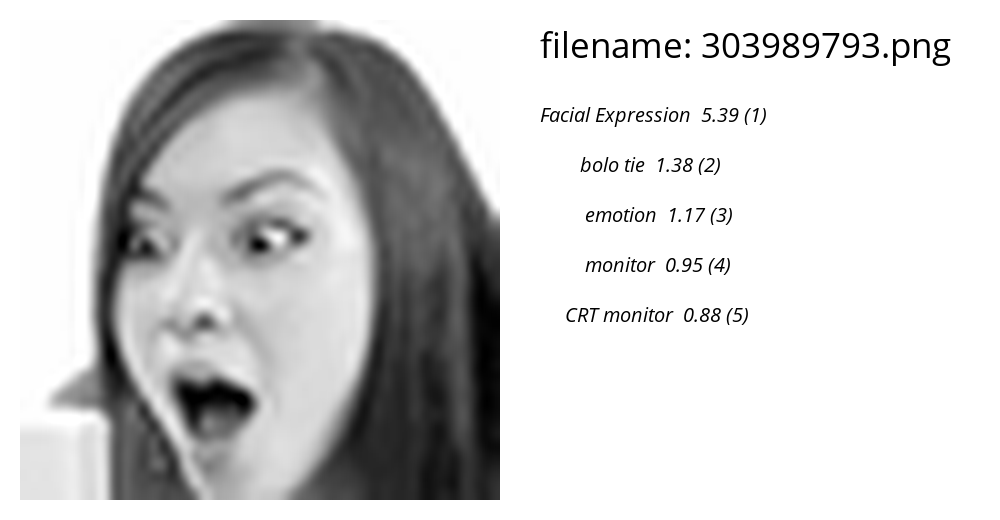 filename: 303989793.png
Facial Expression 5.39 (1)
bolo tie 1.38 (2)
emotion 1.17 (3)
monitor 0.95 (4)
CRT monitor 0.88 (5)